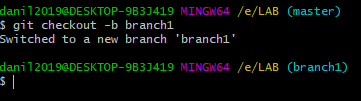 danil2019@DESKTOP-9B3J419 MINGW64 /e/LAB (master)
$ git checkout -b branch1
Switched to a new branch 'branch1'
danil2019@DESKTOP-9B3J419 MINGW64 /e/LAB (branch1)
$